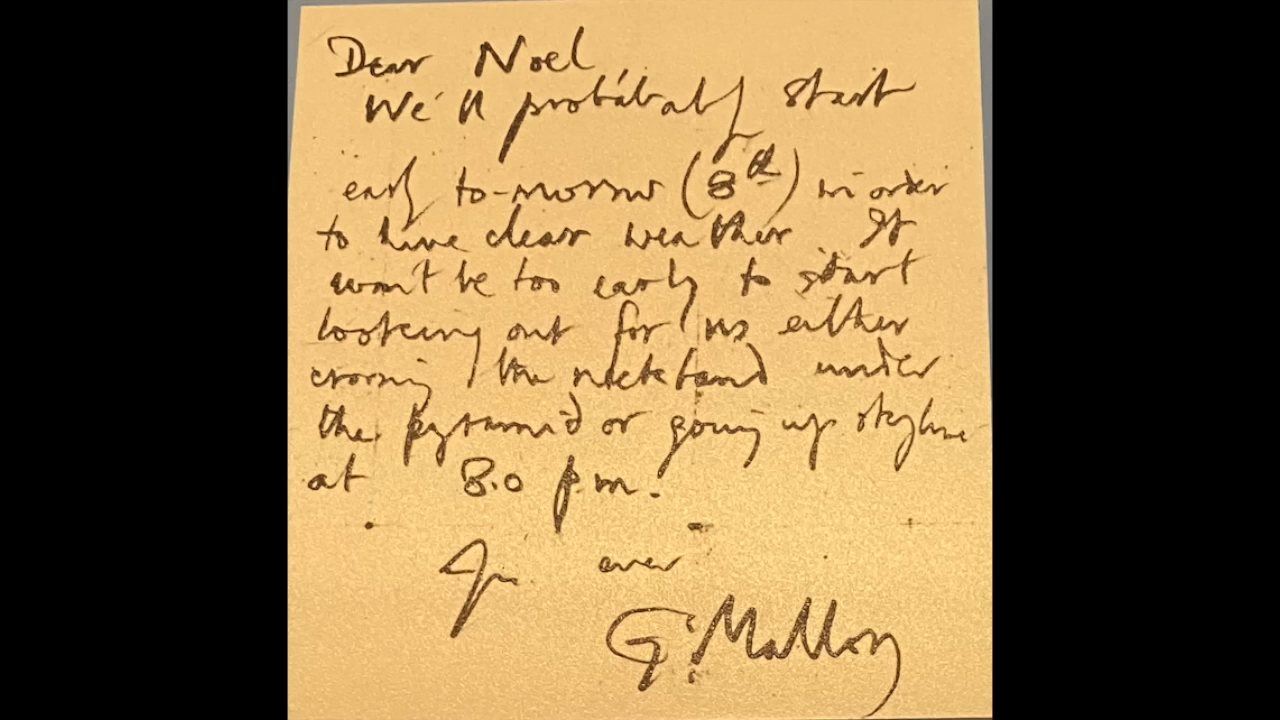 Dear Noel,
We'll probably start
early to-morrow (8th) in order
to have clear weather. It
won't be too early to start
looking out for us either
crossing the rockband under
the pyramid or going up skyline
at 8.0 p.m.
Yrs ever
G. Mallory